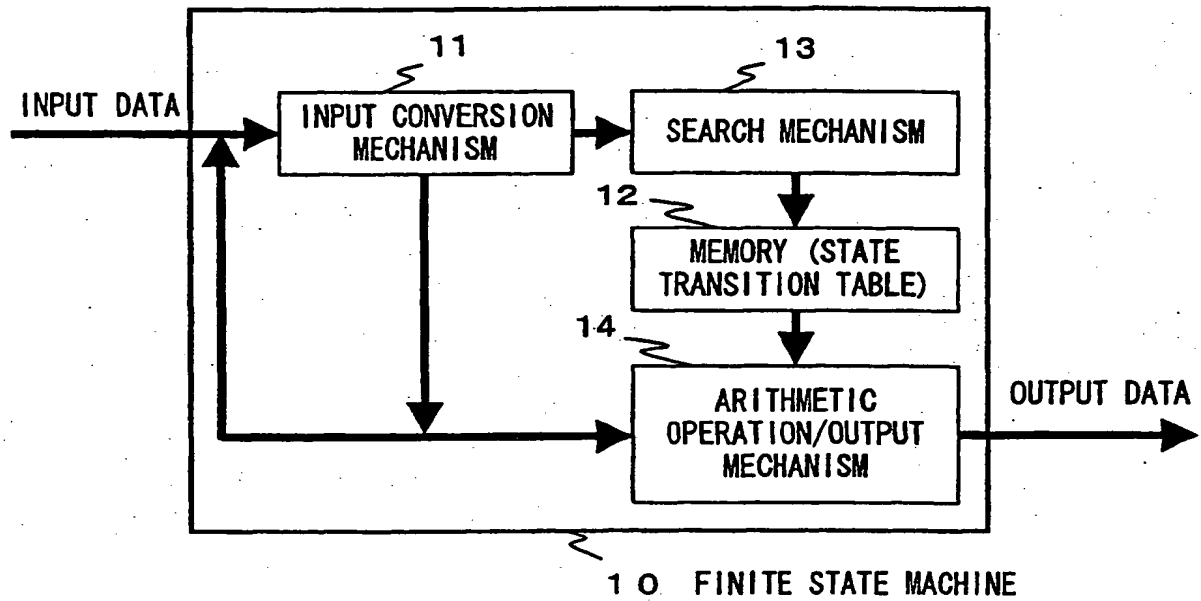 11
13
INPUT DATA
INPUT CONVERSION
MECHANISM
SEARCH MECHANISM
12
MEMORY (STATE
TRANSITION TABLE)
14
ARITHMETIC
OPERATION/OUTPUT
MECHANISM
OUTPUT DATA
10 FINITE STATE MACHINE